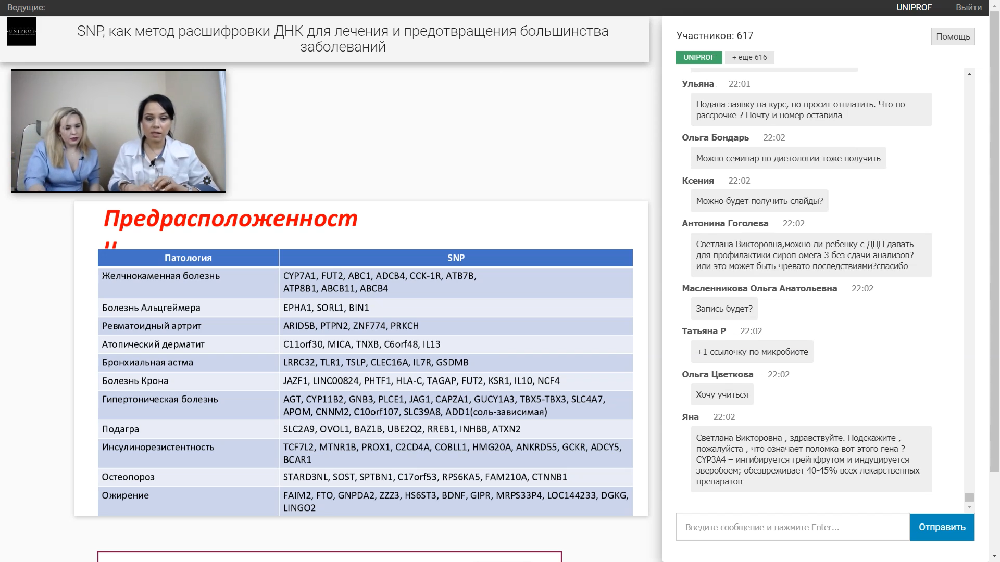 Ведущие:
UNIPROF
Выйти
UNIPROF
SNP, как метод расшифровки ДНК для лечения и предотвращения большинства
заболеваний
Предрасположенност
и
Патология SNP
Желчнокаменная болезнь CYP7A1, FUT2, ABC1, ADCB4, CCK-1R, ATB7B,
ATP8B1, ABCB11, ABCB4
Болезнь Альцгеймера EPHA1, SORL1, BIN1
Ревматоидный артрит ARID5B, PTPN2, ZNF774, PRKCH
Атопический дерматит C11orf30, MICA, TNXB, C6orf48, IL13
Бронхиальная астма LRRC32, TLR1, TSLP, CLEC16A, IL7R, GSDMB
Болезнь Крона JAZF1, LINC00824, PHTF1, HLA-C, TAGAP, FUT2, KSR1, IL10, NCF4
Гипертоническая болезнь AGT, CYP11B2, GNB3, PLCE1, JAG1, CAPZA1, GUCY1A3, TBX5-TBX3, SLC4A7,
APOM, CNNM2, C10orf107, SLC39A8, ADD1(соль-зависимая)
Подагра SLC2A9, OVOL1, BAZ1B, UBE2Q2, RREB1, INHBB, ATXN2
Инсулинорезистентность TCF7L2, MTNR1B, PROX1, C2CD4A, COBLL1, HMG20A, ANKRD55, GCKR, ADCY5,
BCAR1
Остеопороз STARD3NL, SOST, SPTBN1, C17orf53, RPS6KA5, FAM210A, CTNNB1
Ожирение FAIM2, FTO, GNPDA2, ZZZ3, HS6ST3, BDNF, GIPR, MRPS33P4, LOC144233, DGKG,
LINGO2
Участников: 617
Помощь
UNIPROF + еще 616
Ульяна 22:01
Подала заявку на курс, но просит отплатить. Что по
рассрочке ? Почту и номер оставила
Ольга Бондарь 22:02
Можно семинар по диетологии тоже получить
Ксения 22:02
Можно будет получить слайды?
Антонина Гоголева 22:02
Светлана Викторовна,можно ли ребенку с ДЦП давать
для профилактики сироп омега 3 без сдачи анализов?
или это может быть чревато последствиями?спасибо
Масленникова Ольга Анатольевна 22:02
Запись будет?
Татьяна Р 22:02
+1 ссылочку по микробиоте
Ольга Цветкова 22:02
Хочу учиться
Яна 22:02
Светлана Викторовна , здравствуйте. Подскажите ,
пожалуйста , что означает поломка вот этого гена ?
CYP3A4 – ингибируется грейпфрутом и индуцируется
зверобоем; обезвреживает 40-45% всех лекарственных
препаратов
Введите сообщение и нажмите Enter...
Отправить